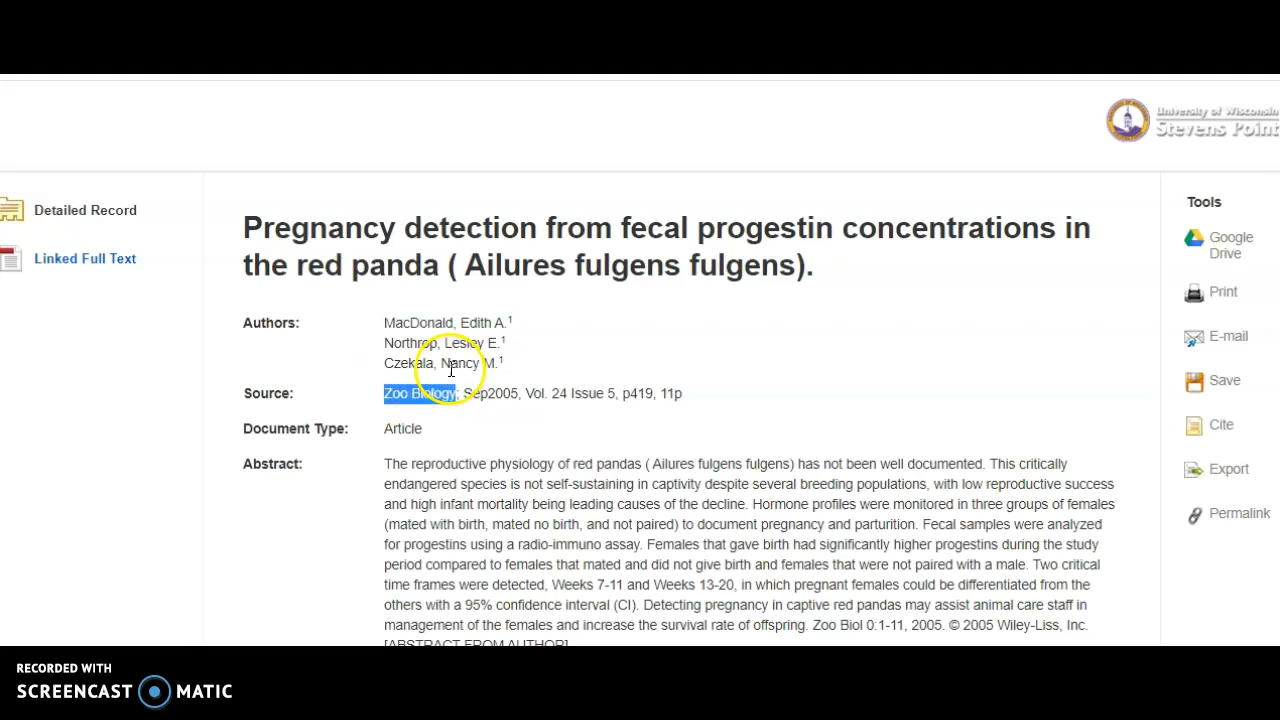 University of Wisconsin
Stevens Point
Detailed Record
Linked Full Text
Pregnancy detection from fecal progestin concentrations in
the red panda ( Ailures fulgens fulgens).
Authors:
MacDonald, Edith A.1
Northrop, Lesley E.1
Czekala, Nancy M.1
Source:
Zoo Biology; Sep2005, Vol. 24 Issue 5, p419, 11p
Document Type:
Article
Abstract:
The reproductive physiology of red pandas ( Ailures fulgens fulgens) has not been well documented. This critically
endangered species is not self-sustaining in captivity despite several breeding populations, with low reproductive success
and high infant mortality being leading causes of the decline. Hormone profiles were monitored in three groups of females
(mated with birth, mated no birth, and not paired) to document pregnancy and parturition. Fecal samples were analyzed
for progestins using a radio-immuno assay. Females that gave birth had significantly higher progestins during the study
period compared to females that mated and did not give birth and females that were not paired with a male. Two critical
time frames were detected, Weeks 7-11 and Weeks 13-20, in which pregnant females could be differentiated from the
others with a 95% confidence interval (CI). Detecting pregnancy in captive red pandas may assist animal care staff in
management of the females and increase the survival rate of offspring. Zoo Biol 0:1-11, 2005. © 2005 Wiley-Liss, Inc.
[ABSTRACT FROM AUTHOR]
Tools
Google
Drive
Print
E-mail
Save
Cite
Export
Permalink
RECORDED WITH
SCREENCAST MATIC